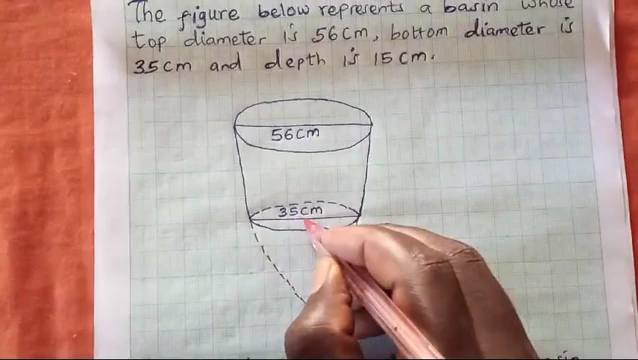 The figure below represents a basin whose
top diameter is 56cm, bottom diameter is
35cm and depth is 15cm.
56cm
35cm